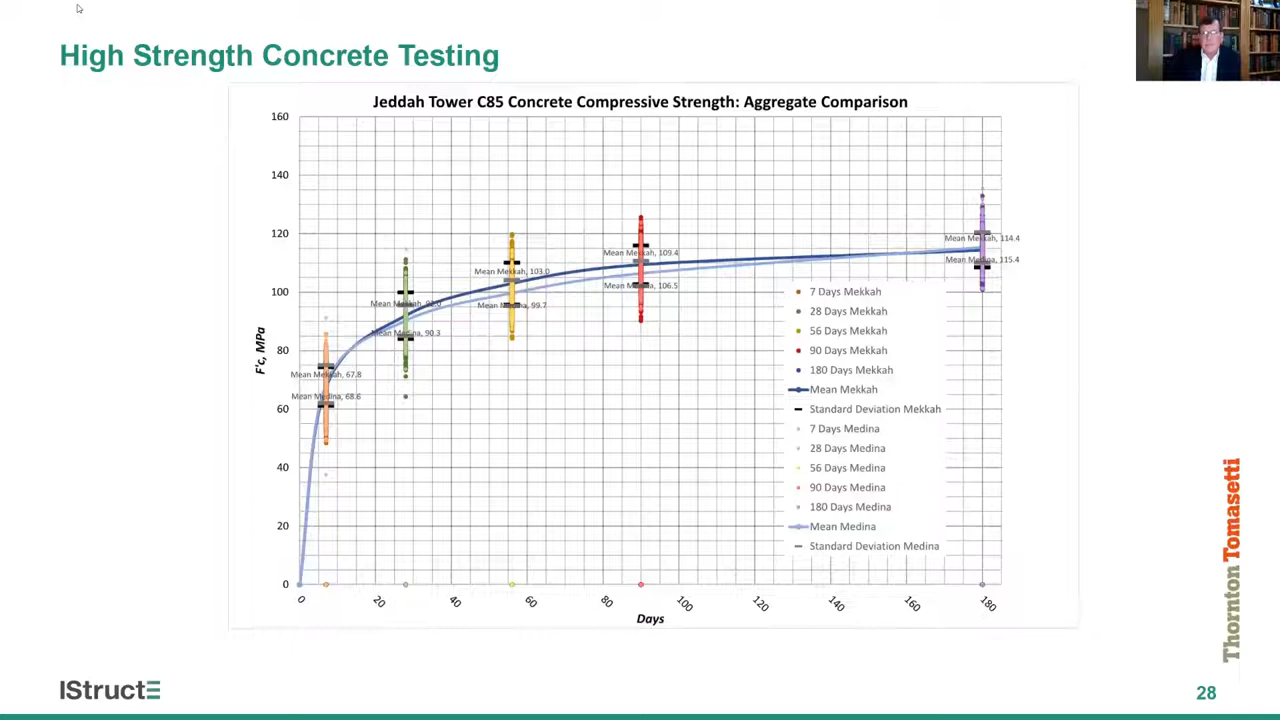 High Strength Concrete Testing
Jeddah Tower C85 Concrete Compressive Strength: Aggregate Comparison
160
140
120
100
80
60
40
20
0
F'c, MPa
Mean Mekkah, 67.8
Mean Medina, 68.6
Mean Medina, 90.3
Mean Mekkah, 103.0
Mean Medina, 99.7
Mean Mekkah, 109.4
Mean Medina, 106.5
Mean Mekkah, 114.4
Mean Medina, 115.4
7 Days Mekkah
28 Days Mekkah
56 Days Mekkah
90 Days Mekkah
180 Days Mekkah
Mean Mekkah
Standard Deviation Mekkah
7 Days Medina
28 Days Medina
56 Days Medina
90 Days Medina
180 Days Medina
Mean Medina
Standard Deviation Medina
0
20
40
60
80
100
120
140
160
180
Days
Thornton Tomasetti
IStructE
28